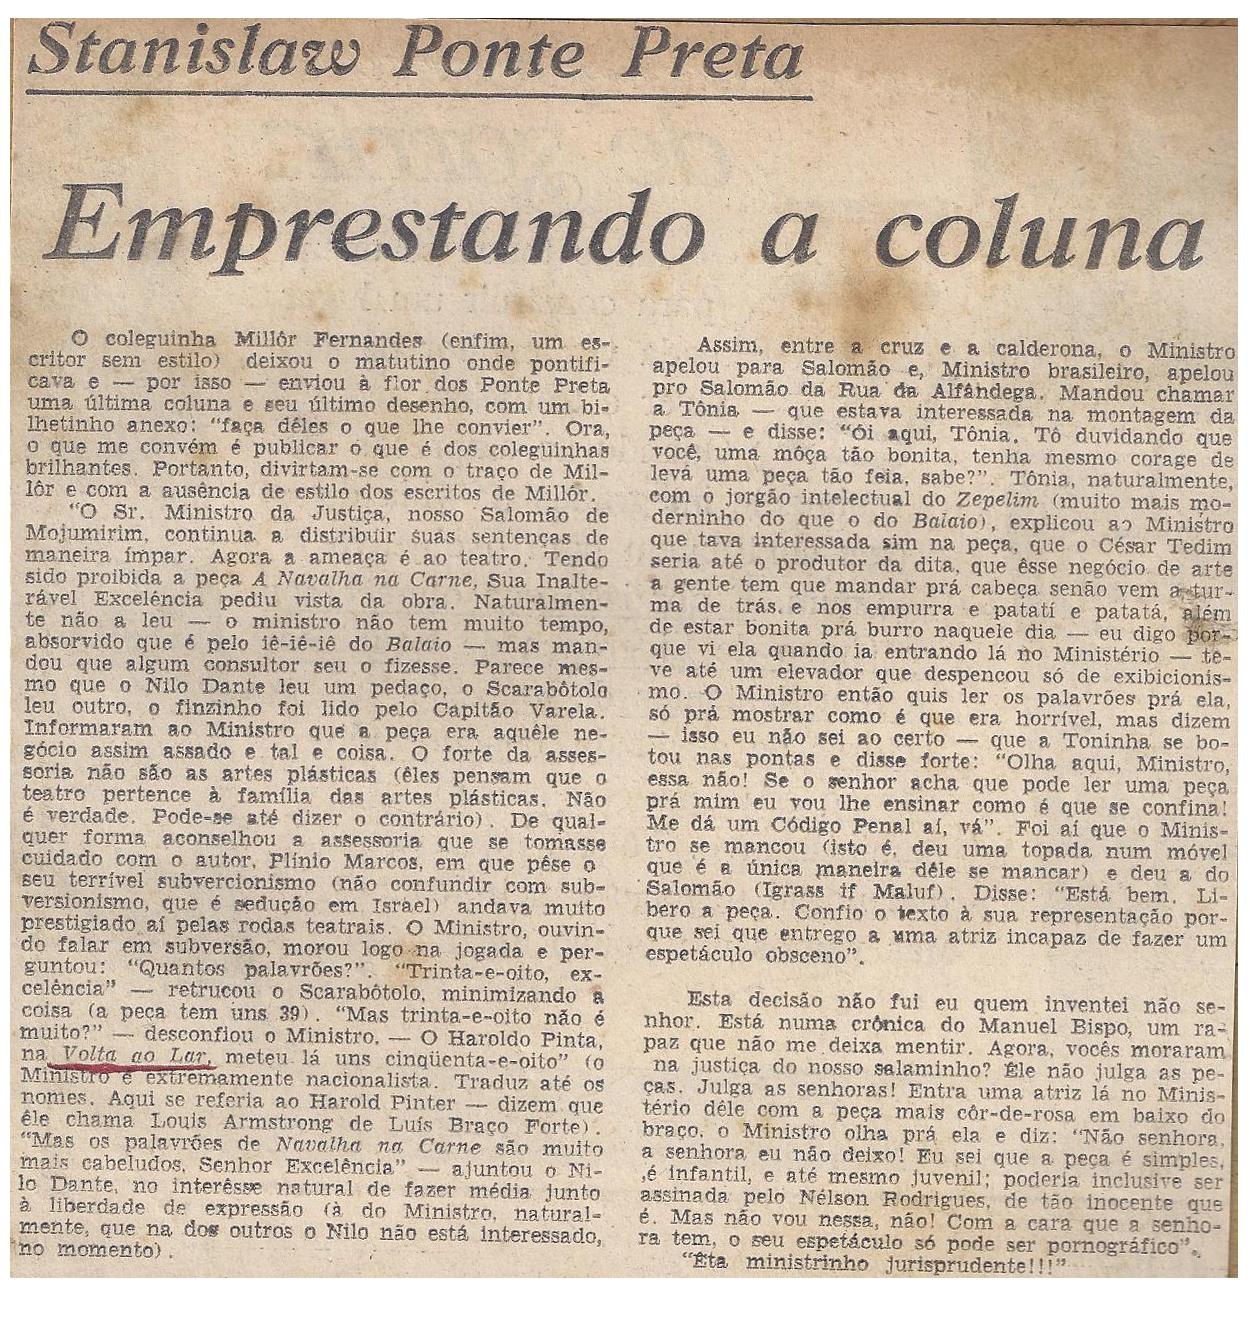 Stanislaw Ponte Preta
Emprestando a coluna
O coleguinha Millôr Fernandes (enfim, um es-
critor sem estilo) deixou o matutino onde pontifi-
cava e — por isso — enviou à flor dos Ponte Preta
uma última coluna e seu último desenho, com um bi-
lhetinho anexo: "faça dêles o que lhe convier". Ora,
o que me convém é publicar o que é dos coleguinhas
brilhantes. Portanto, divirtam-se com o traço de Mil-
lôr e com a ausência de estilo dos escritos de Millôr.
"O Sr. Ministro da Justiça, nosso Salomão de
Mojumirim, continua a distribuir suas sentenças de
maneira ímpar. Agora a ameaça é ao teatro. Tendo
sido proibida a peça A Navalha na Carne, Sua Inalte-
rável Excelência pediu vista da obra. Naturalmen-
te não a leu — o ministro não tem muito tempo,
absorvido que é pelo iê-iê-iê do Balaio — mas man-
dou que algum consultor seu o fizesse. Parece mes-
mo que o Nilo Dante leu um pedaço, o Scarabôtolo
leu outro, o finzinho foi lido pelo Capitão Varela.
Informaram ao Ministro que a peça era aquêle ne-
gócio assim assado e tal e coisa. O forte da asses-
soria não são as artes plásticas (êles pensam que o
teatro pertence à família das artes plásticas. Não
é verdade. Pode-se até dizer o contrário). De qual-
quer forma aconselhou a assessoria que se tomasse
cuidado com o autor, Plínio Marcos, em que pêse o
seu terrível subvercionismo (não confundir com sub-
versionismo, que é sedução em Israel) andava muito
prestigiado aí pelas rodas teatrais. O Ministro, ouvin-
do falar em subversão, morou logo na jogada e per-
guntou: "Quantos palavrões?". "Trinta-e-oito, ex-
celência" — retrucou o Scarabôtolo, minimizando a
coisa (a peça tem uns 39). "Mas trinta-e-oito não é
muito?" — desconfiou o Ministro. — O Haroldo Pinta,
na Volta ao Lar, meteu lá uns cinqüenta-e-oito" (o
Ministro é extremamente nacionalista. Traduz até os
nomes. Aqui se referia ao Harold Pinter — dizem que
êle chama Louis Armstrong de Luís Braço Forte).
"Mas os palavrões de Navalha na Carne são muito
mais cabeludos, Senhor Excelência" — ajuntou o Ni-
lo Dante, no interêsse natural de fazer média junto
à liberdade de expressão (à do Ministro, natural-
mente, que na dos outros o Nilo não está interessado,
no momento).
Assim, entre a cruz e a calderona, o Ministro
apelou para Salomão e, Ministro brasileiro, apelou
pro Salomão da Rua da Alfândega. Mandou chamar
a Tônia — que estava interessada na montagem da
peça — e disse: "Ói aqui, Tônia. Tô duvidando que
você, uma môça tão bonita, tenha mesmo corage de
levá uma peça tão feia, sabe?". Tônia, naturalmente,
com o jorgão intelectual do Zepelim (muito mais mo-
derninho do que o do Balaio), explicou ao Ministro
que tava interessada sim na peça, que o César Tedim
seria até o produtor da dita, que êsse negócio de arte
a gente tem que mandar prá cabeça senão vem a tur-
ma de trás e nos empurra e patatí e patatá, além
de estar bonita prá burro naquele dia — eu digo por-
que vi ela quando ia entrando lá no Ministério — te-
ve até um elevador que despencou só de exibicionis-
mo. O Ministro então quis ler os palavrões prá ela,
só prá mostrar como é que era horrível, mas dizem
— isso eu não sei ao certo — que a Toninha se bo-
tou nas pontas e disse forte: "Olha aqui, Ministro,
essa não! Se o senhor acha que pode ler uma peça
prá mim eu vou lhe ensinar como é que se confina!
Me dá um Código Penal aí, vá". Foi aí que o Minis-
tro se mancou (isto é, deu uma topada num móvel
que é a única maneira dêle se mancar) e deu a do
Salomão (Igrass if Maluf). Disse: "Está bem. Li-
bero a peça. Confio o texto à sua representação por-
que sei que entrego a uma atriz incapaz de fazer um
espetáculo obsceno".
Esta decisão não fui eu quem inventei não se-
nhor. Está numa crônica do Manuel Bispo, um ra-
paz que não me deixa mentir. Agora, vocês moraram
na justiça do nosso salaminho? Êle não julga as pe-
ças. Julga as senhoras! Entra uma atriz lá no Minis-
tério dêle com a peça mais côr-de-rosa em baixo do
braço, o Ministro olha prá ela e diz: "Não senhora,
a senhora eu não deixo! Eu sei que a peça é simples,
é infantil, e até mesmo juvenil; poderia inclusive ser
assinada pelo Nélson Rodrigues, de tão inocente que
é. Mas não vou nessa, não! Com a cara que a senho-
ra tem, o seu espetáculo só pode ser pornográfico".
"Êta ministrinho jurisprudente!!!"